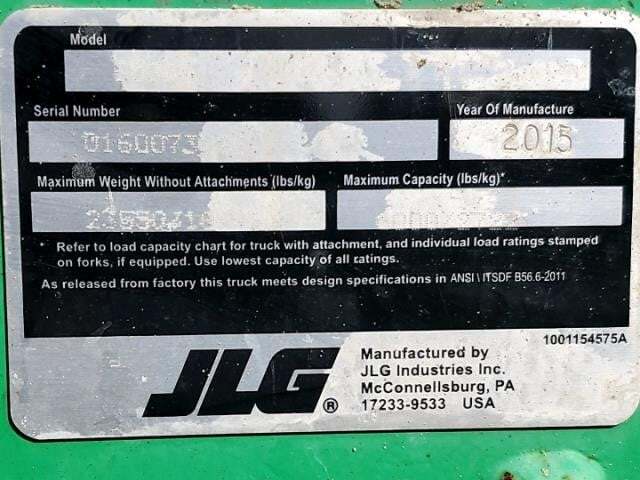 Model
Serial Number
Year Of Manufacture
2015
Maximum Weight Without Attachments (lbs/kg)
Maximum Capacity (lbs/kg)*
* Refer to load capacity chart for truck with attachment, and individual load ratings stamped
on forks, if equipped. Use lowest capacity of all ratings.
As released from factory this truck meets design specifications in ANSI \ ITSDF B56.6-2011
1001154575A
JLG®
Manufactured by
JLG Industries Inc.
McConnellsburg, PA
17233-9533 USA